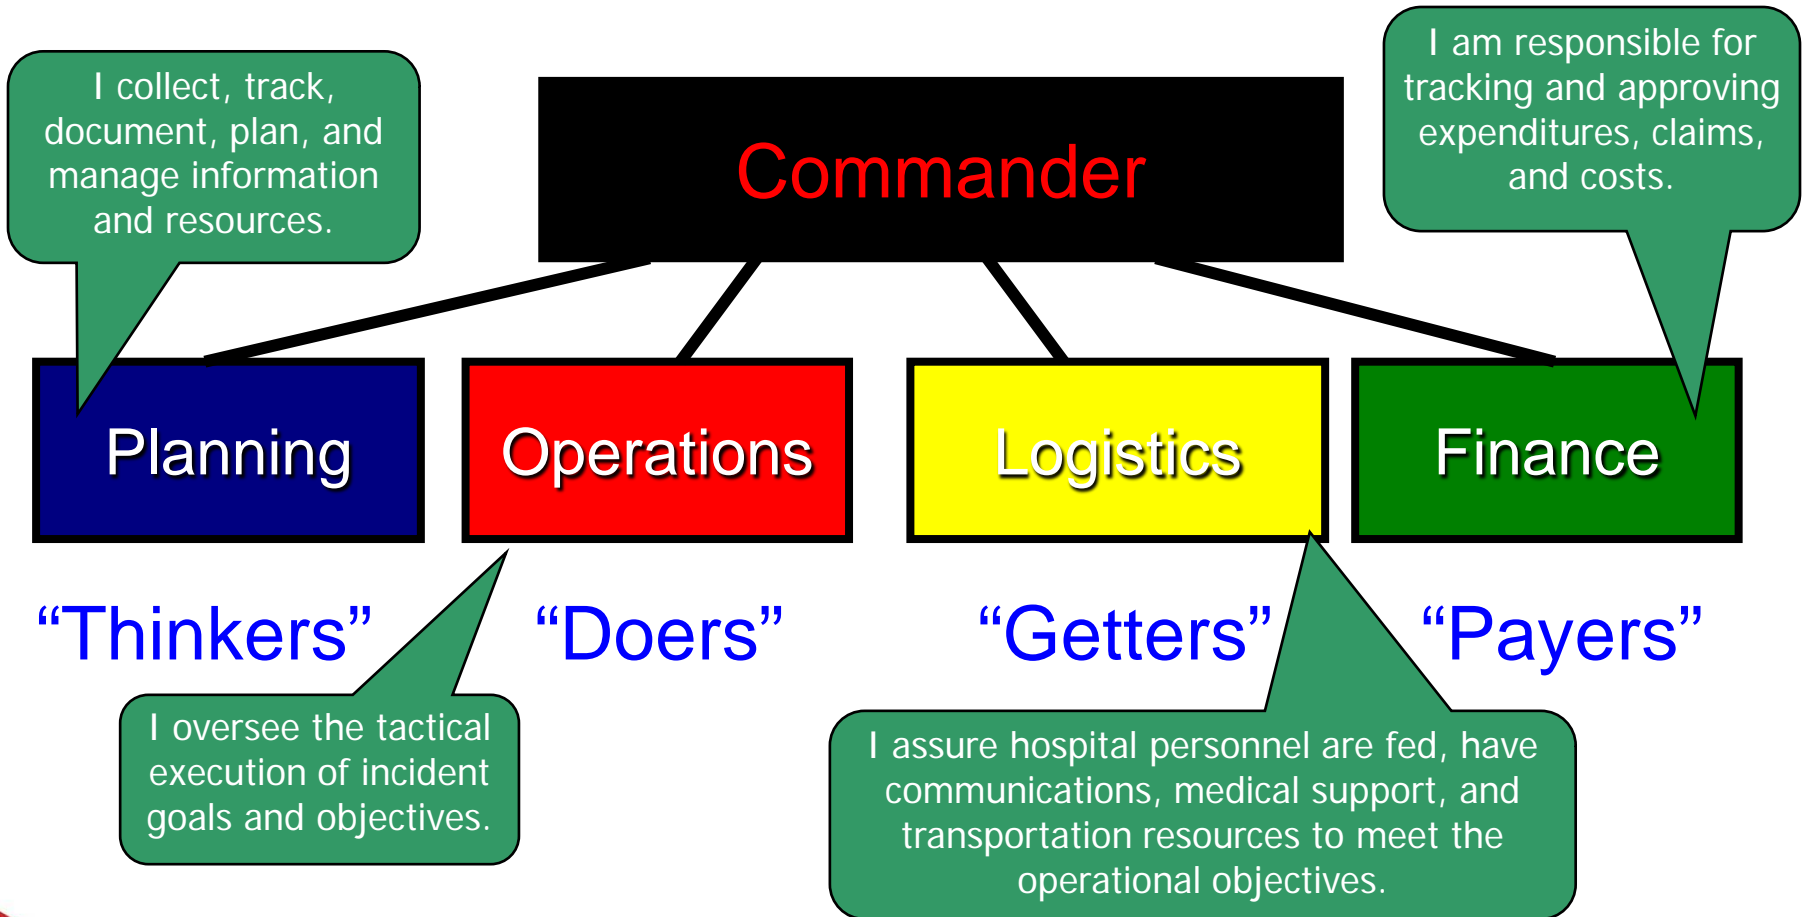 I collect, track,
document, plan, and
manage information
and resources.
Commander
I am responsible for
tracking and approving
expenditures, claims,
and costs.
Planning
Operations
Logistics
Finance
“Thinkers”
“Doers”
“Getters”
“Payers”
I oversee the tactical
execution of incident
goals and objectives.
I assure hospital personnel are fed, have
communications, medical support, and
transportation resources to meet the
operational objectives.